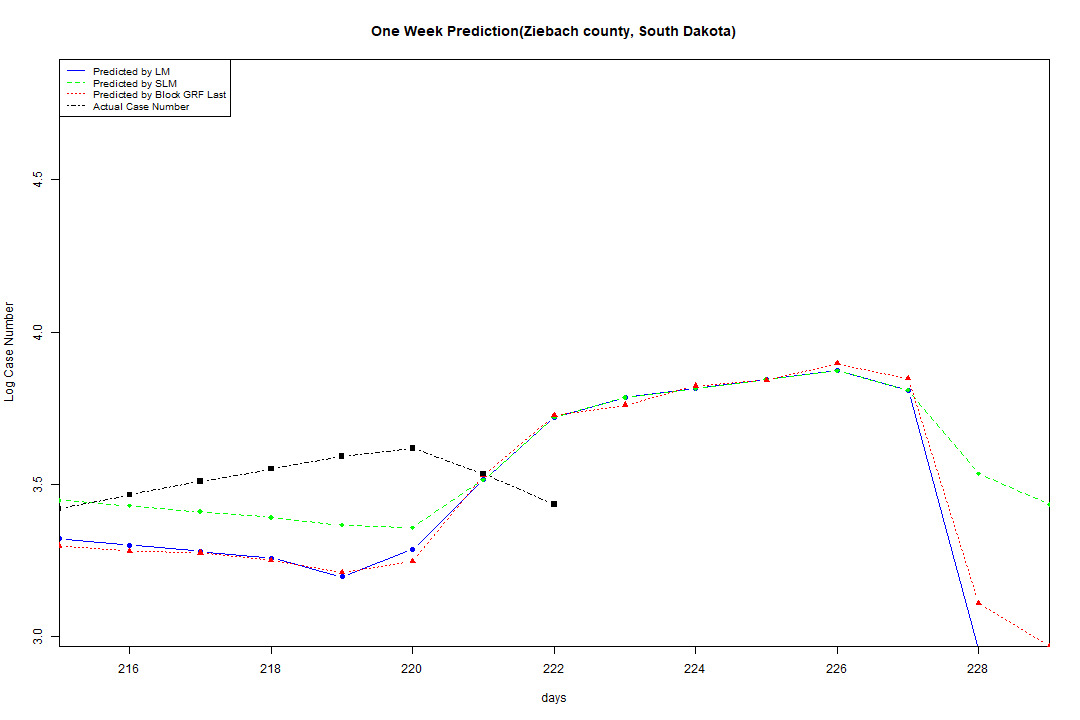 One Week Prediction(Ziebach county, South Dakota)
Predicted by LM
Predicted by SLM
Predicted by Block GRF Last
Actual Case Number
4.5
4.0
3.5
3.0
Log Case Number
216 218 220 222 224 226 228
days